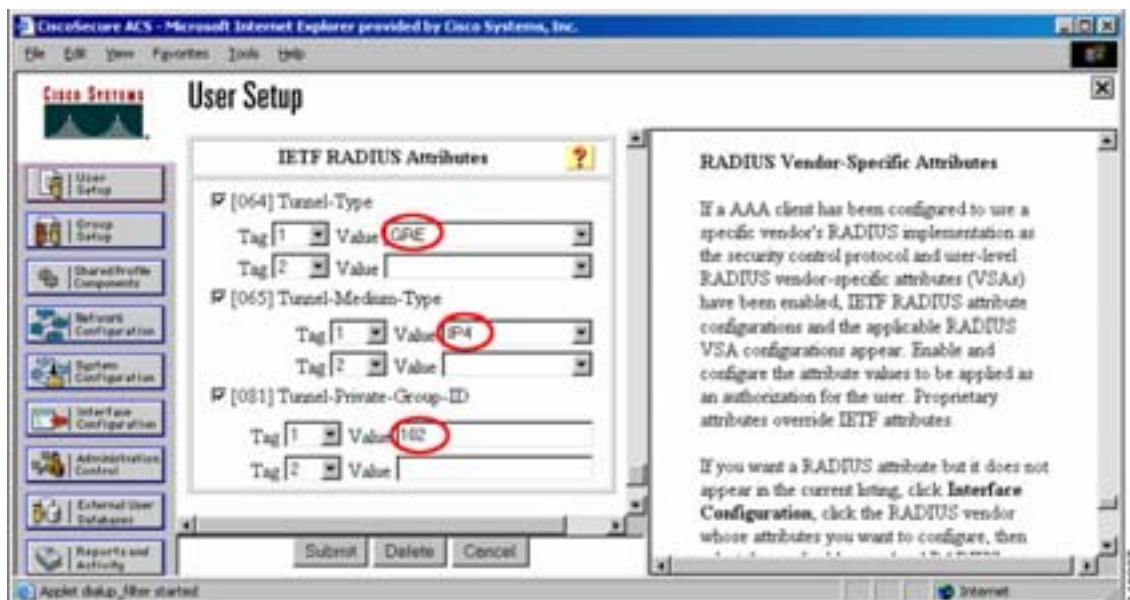 CiscoSecure ACS - Microsoft Internet Explorer provided by Cisco Systems, Inc.
File Edit View Favorites Tools Help
CISCO SYSTEMS
User Setup
User Setup
Group Setup
Shared Profile Components
Network Configuration
System Configuration
Interface Configuration
Administration Control
External User Databases
Reports and Activity
IETF RADIUS Attributes
?
[064] Tunnel-Type
Tag 1 Value GRE
Tag 2 Value
[065] Tunnel-Medium-Type
Tag 1 Value IP4
Tag 2 Value
[081] Tunnel-Private-Group-ID
Tag 1 Value 102
Tag 2 Value
Submit Delete Cancel
RADIUS Vendor-Specific Attributes
If a AAA client has been configured to use a
specific vendor's RADIUS implementation as
the security control protocol and user-level
RADIUS vendor-specific attributes (VSAs)
have been enabled, IETF RADIUS attribute
configurations and the applicable RADIUS
VSA configurations appear. Enable and
configure the attribute values to be applied as
an authorization for the user. Proprietary
attributes override IETF attributes.
If you want a RADIUS attribute but it does not
appear in the current listing, click Interface
Configuration, click the RADIUS vendor
whose attributes you want to configure, then
Applet dialup_filter started
Internet